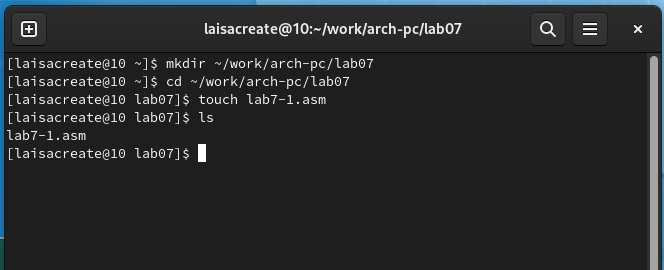 laisacreate@10:~/work/arch-pc/lab07
[laisacreate@10 ~]$ mkdir ~/work/arch-pc/lab07
[laisacreate@10 ~]$ cd ~/work/arch-pc/lab07
[laisacreate@10 lab07]$ touch lab7-1.asm
[laisacreate@10 lab07]$ ls
lab7-1.asm
[laisacreate@10 lab07]$